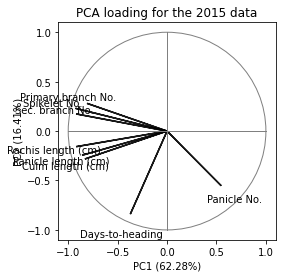 PCA loading for the 2015 data
1.0
0.5
0.0
−0.5
−1.0
PC2 (16.41%)
Primary branch No.
Spikelet No.
Sec. branch No.
Rachis length (cm)
Panicle length (cm)
Culm length (cm)
Panicle No.
Days-to-heading
−1.0 −0.5 0.0 0.5 1.0
PC1 (62.28%)